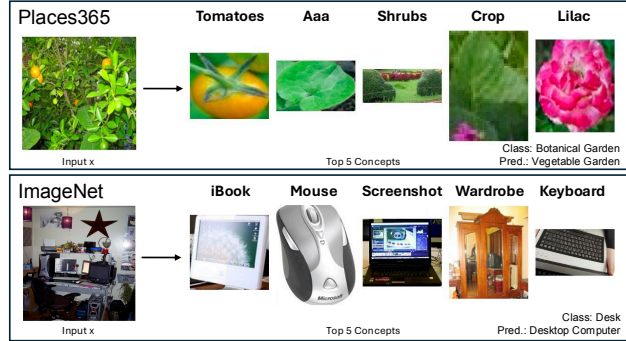 Places365
Tomatoes Aaa Shrubs Crop Lilac
Input x
Top 5 Concepts
Class: Botanical Garden
Pred.: Vegetable Garden
ImageNet
iBook Mouse Screenshot Wardrobe Keyboard
Microsoft
Input x
Top 5 Concepts
Class: Desk
Pred.: Desktop Computer